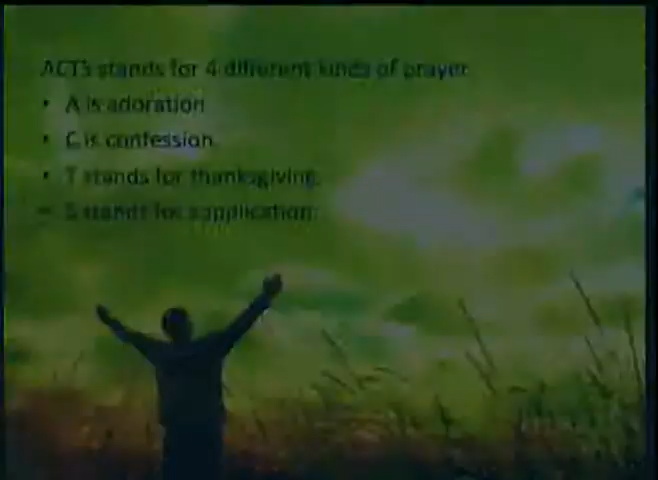 ACTS stands for 4 different kinds of prayer
• A is adoration
• C is confession.
• T stands for thanksgiving.
• S stands for supplication.